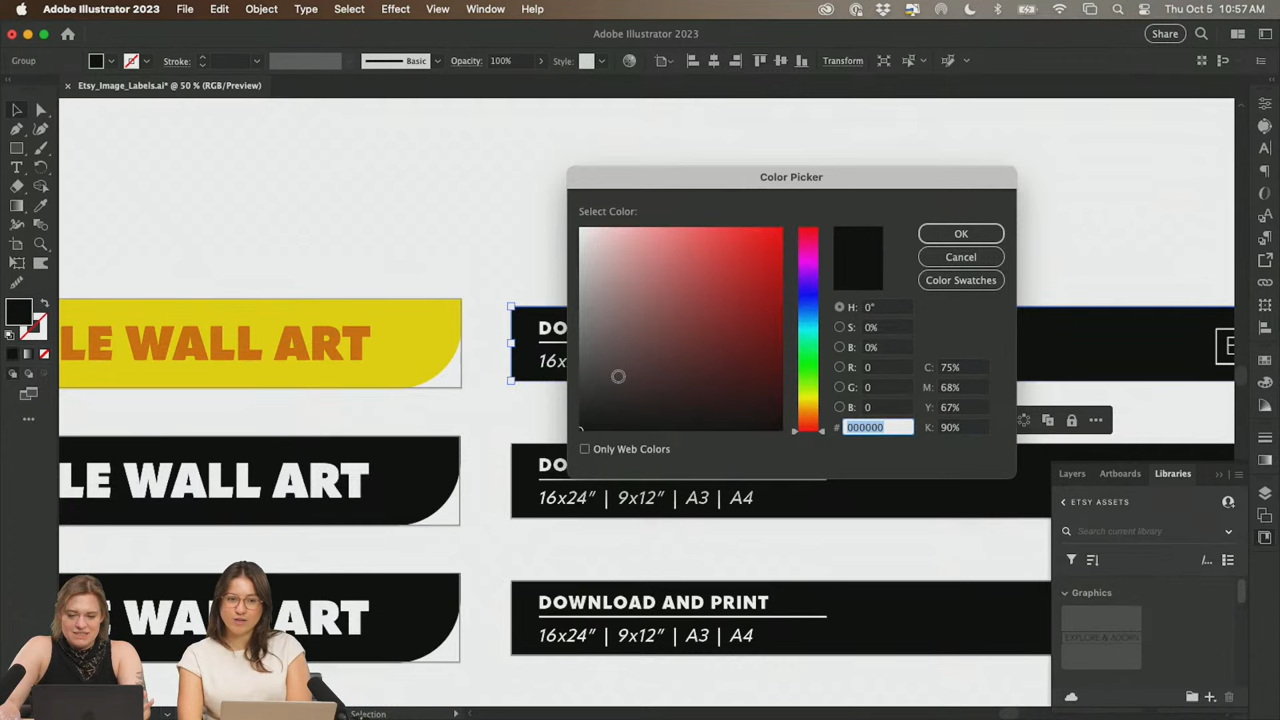 Adobe Illustrator 2023 File Edit Object Type Select Effect View Window Help Thu Oct 5 10:57 AM
Adobe Illustrator 2023
Share
Group
Stroke:
Basic
Opacity: 100%
Style:
Transform
× Etsy_Image_Labels.ai* @ 50 % (RGB/Preview)
Color Picker
Select Color:
OK
Cancel
Color Swatches
H: 0°
S: 0%
B: 0%
R: 0
G: 0
B: 0
# 000000
C: 75%
M: 68%
Y: 67%
K: 90%
Only Web Colors
LE WALL ART
DO
16x
E
LE WALL ART
DO
16x24” | 9x12” | A3 | A4
LE WALL ART
DOWNLOAD AND PRINT
16x24” | 9x12” | A3 | A4
Layers Artboards Libraries
ETSY ASSETS
Search current library
Graphics
EXPLORE & ADORN
Selection